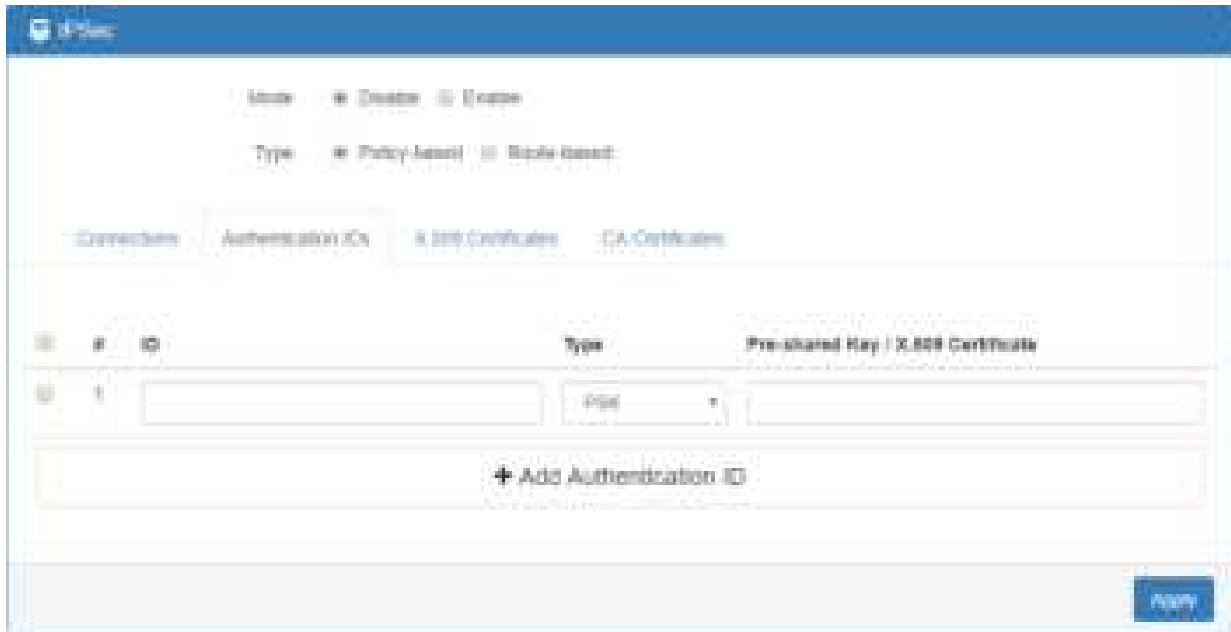 IPSec
Mode Disable Enable
Type Policy-based Route-based
Connections Authentication IDs X.509 Certificates CA Certificates
# ID Type Pre-shared Key / X.509 Certificate
1 PSK
+ Add Authentication ID
Apply